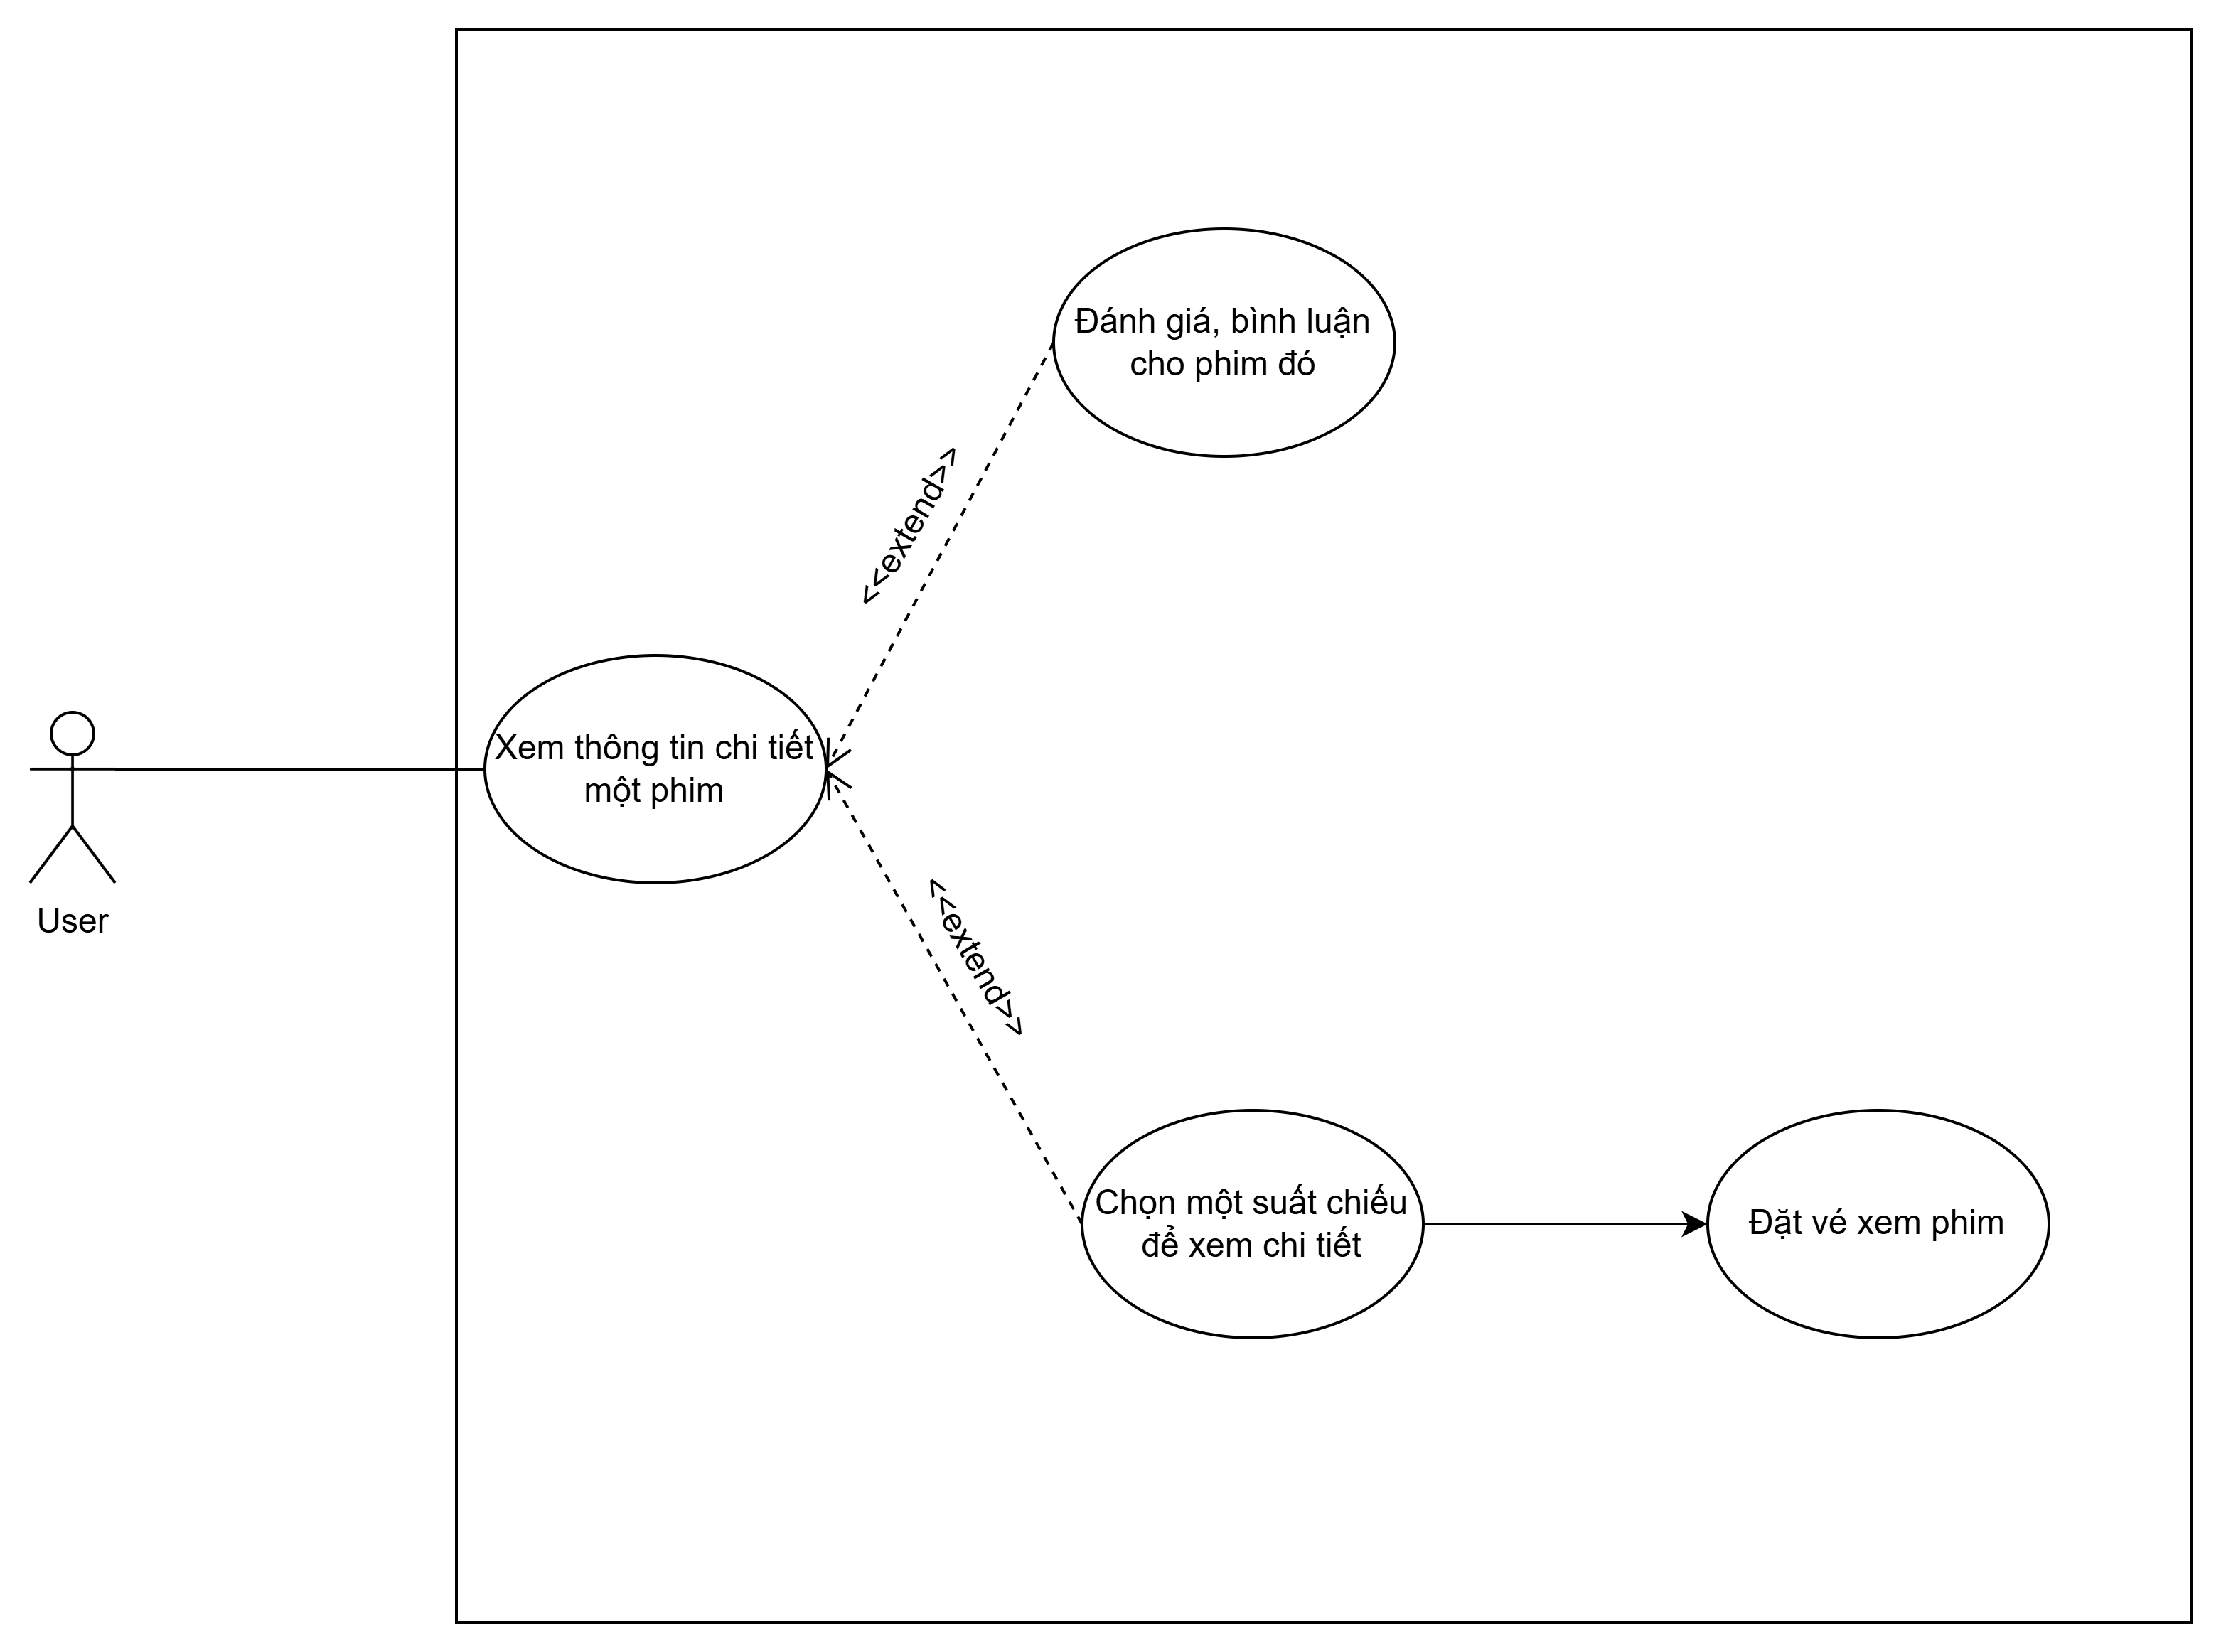 Đánh giá, bình luận
cho phim đó
<<extend>>
Xem thông tin chi tiết
một phim
User
<<extend>>
Chọn một suất chiếu
để xem chi tiết
Đặt vé xem phim